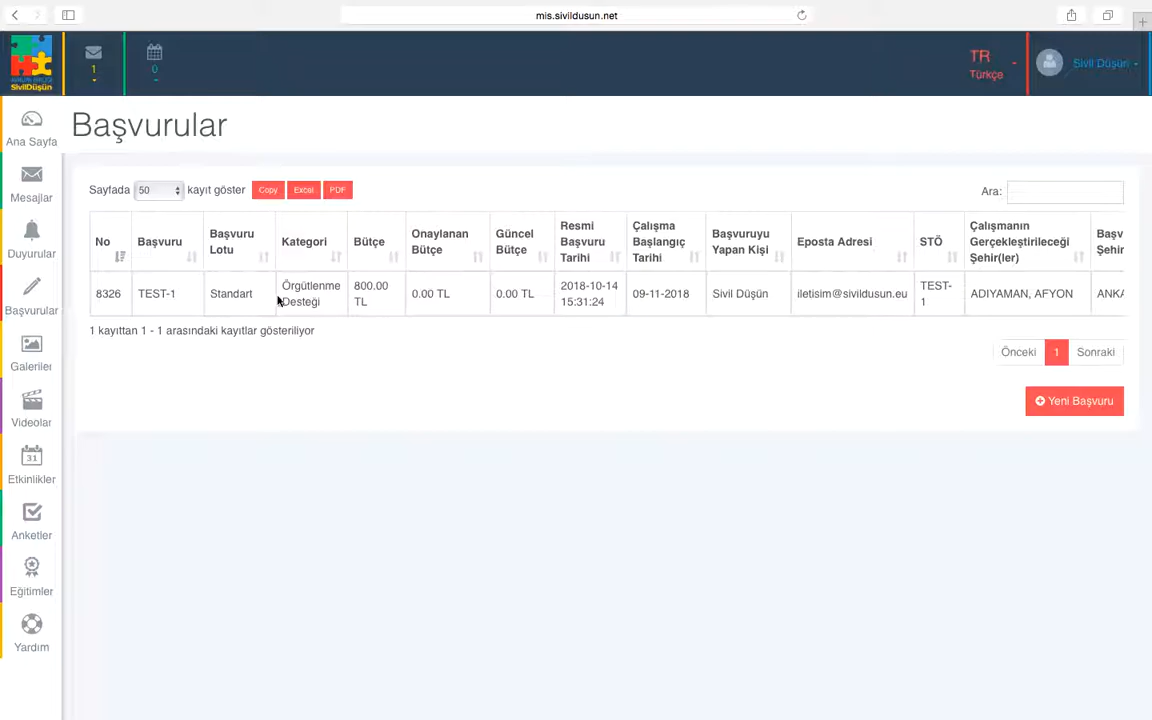 mis.sivildusun.net
SivilDüşün
1
0
TR
Türkçe
Sivil Düşün
Ana Sayfa
Mesajlar
Duyurular
Başvurular
Galeriler
Videolar
31
Etkinlikler
Anketler
Eğitimler
Yardım
Başvurular
Sayfada 50 kayıt göster Copy Excel PDF
Ara:
No Başvuru Başvuru Lotu Kategori Bütçe Onaylanan Bütçe Güncel Bütçe Resmi Başvuru Tarihi Çalışma Başlangıç Tarihi Başvuruyu Yapan Kişi Eposta Adresi STÖ Çalışmanın Gerçekleştirileceği Şehir(ler) Başv Şehir
8326 TEST-1 Standart Örgütlenme Desteği 800.00 TL 0.00 TL 0.00 TL 2018-10-14 15:31:24 09-11-2018 Sivil Düşün iletisim@sivildusun.eu TEST-1 ADIYAMAN, AFYON ANKA
1 kayıttan 1 - 1 arasındaki kayıtlar gösteriliyor
Önceki 1 Sonraki
Yeni Başvuru